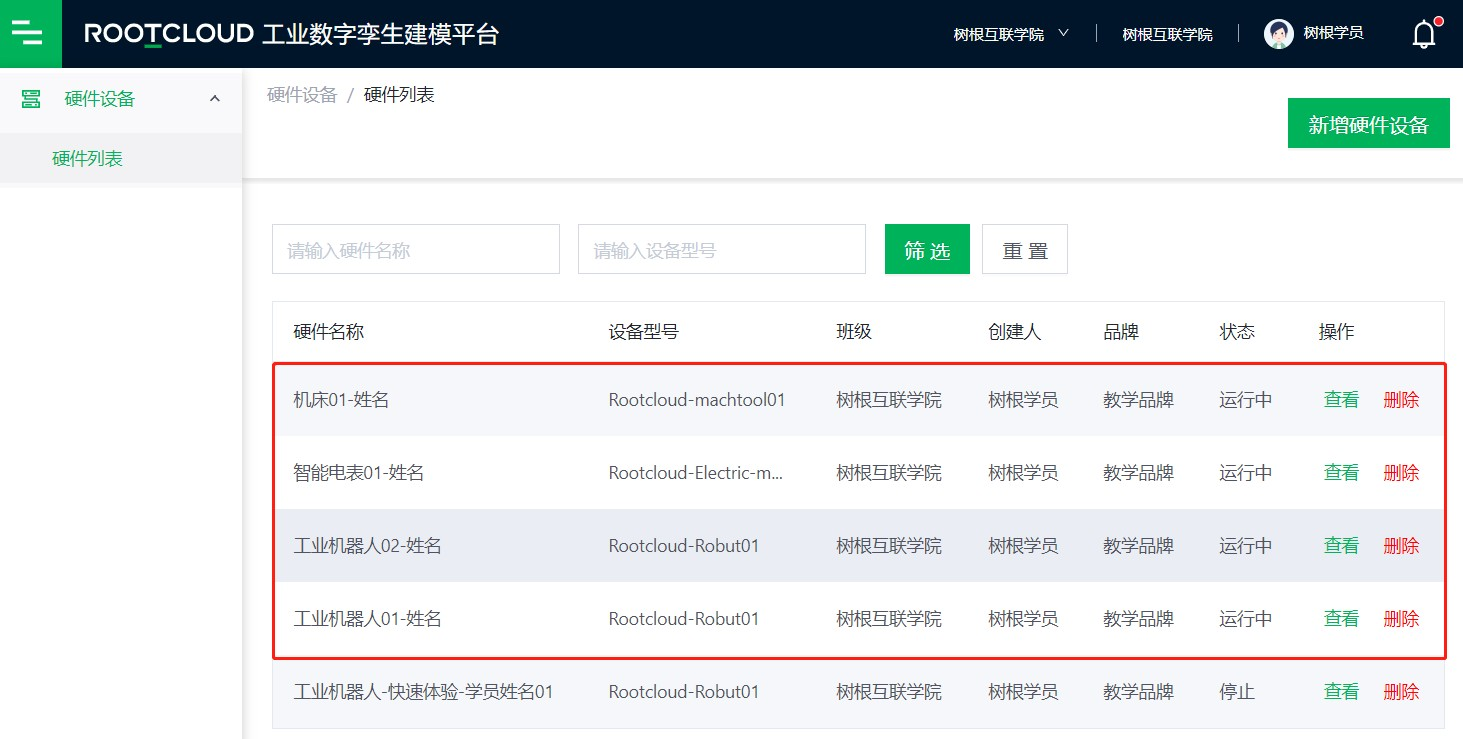 ROOTCLOUD 工业数字孪生建模平台 树根互联学院 树根互联学院 树根学员
硬件设备
硬件列表
硬件设备 / 硬件列表
新增硬件设备
请输入硬件名称 请输入设备型号 筛 选 重 置
硬件名称 设备型号 班级 创建人 品牌 状态 操作
机床01-姓名 Rootcloud-machtool01 树根互联学院 树根学员 教学品牌 运行中 查看 删除
智能电表01-姓名 Rootcloud-Electric-m... 树根互联学院 树根学员 教学品牌 运行中 查看 删除
工业机器人02-姓名 Rootcloud-Robut01 树根互联学院 树根学员 教学品牌 运行中 查看 删除
工业机器人01-姓名 Rootcloud-Robut01 树根互联学院 树根学员 教学品牌 运行中 查看 删除
工业机器人-快速体验-学员姓名01 Rootcloud-Robut01 树根互联学院 树根学员 教学品牌 停止 查看 删除